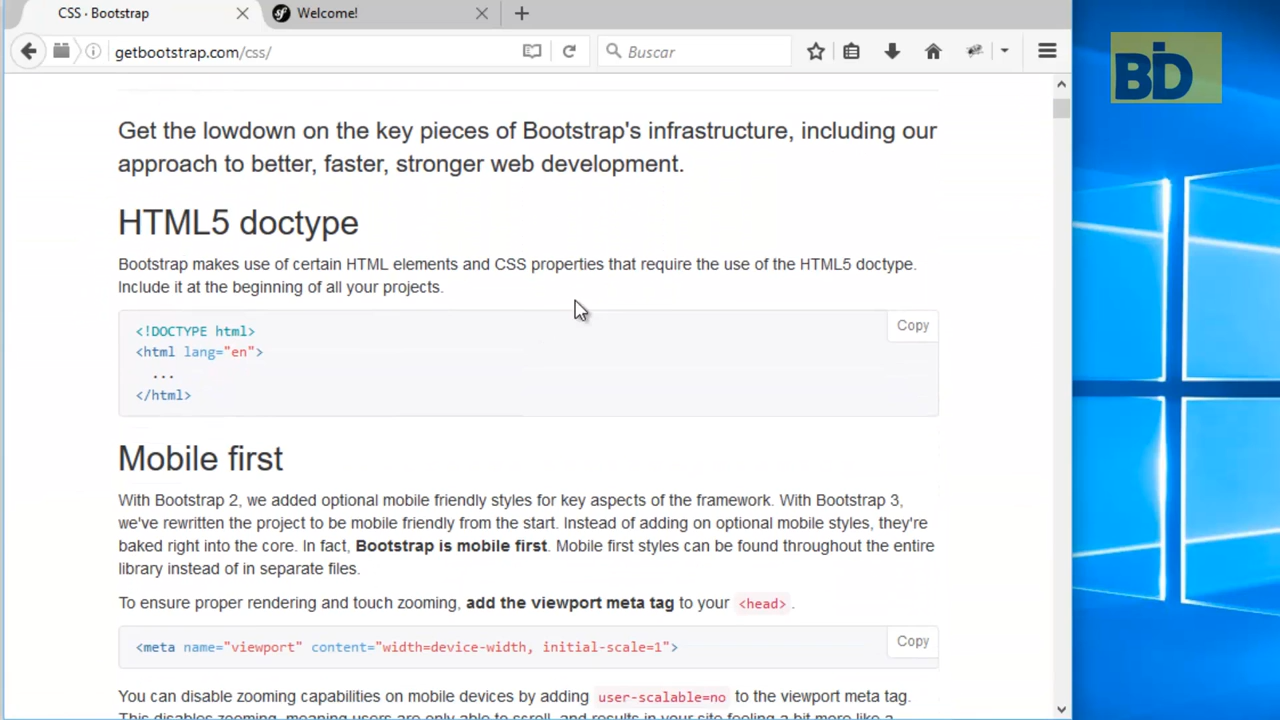 CSS · Bootstrap
sf Welcome!
getbootstrap.com/css/
Buscar
BID
Get the lowdown on the key pieces of Bootstrap's infrastructure, including our
approach to better, faster, stronger web development.
HTML5 doctype
Bootstrap makes use of certain HTML elements and CSS properties that require the use of the HTML5 doctype.
Include it at the beginning of all your projects.
Copy
<!DOCTYPE html>
<html lang="en">
...
</html>
Mobile first
With Bootstrap 2, we added optional mobile friendly styles for key aspects of the framework. With Bootstrap 3,
we've rewritten the project to be mobile friendly from the start. Instead of adding on optional mobile styles, they're
baked right into the core. In fact, Bootstrap is mobile first. Mobile first styles can be found throughout the entire
library instead of in separate files.
To ensure proper rendering and touch zooming, add the viewport meta tag to your <head>.
Copy
<meta name="viewport" content="width=device-width, initial-scale=1">
You can disable zooming capabilities on mobile devices by adding user-scalable=no to the viewport meta tag.
This disables zooming, meaning users are only able to scroll, and results in your site feeling a bit more like a